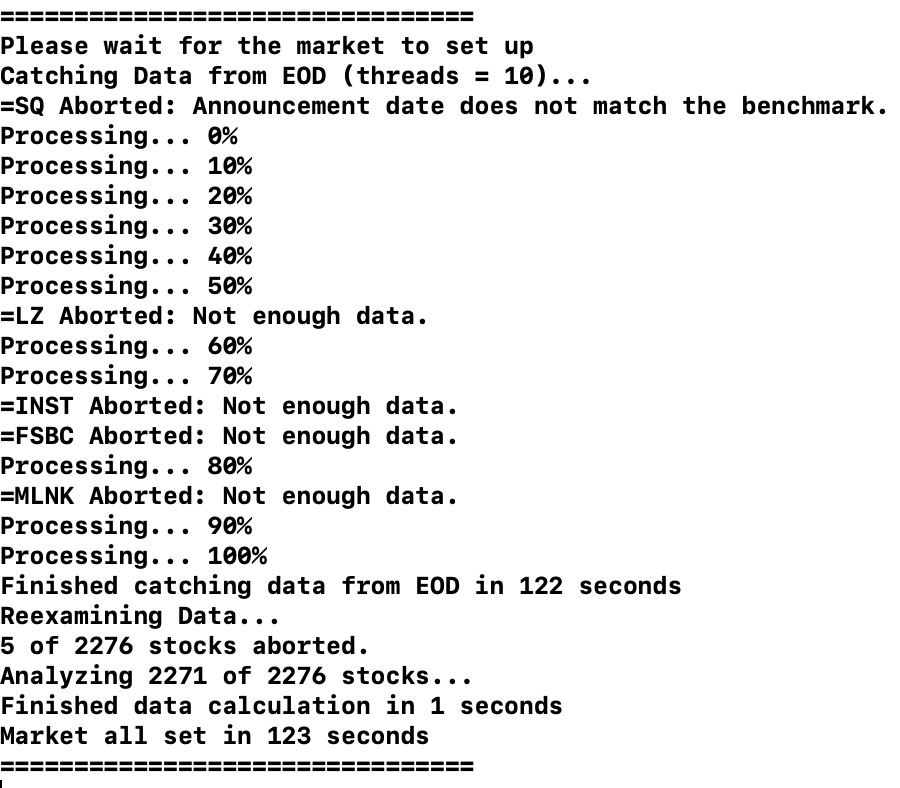 ================================
Please wait for the market to set up
Catching Data from EOD (threads = 10)...
=SQ Aborted: Announcement date does not match the benchmark.
Processing... 0%
Processing... 10%
Processing... 20%
Processing... 30%
Processing... 40%
Processing... 50%
=LZ Aborted: Not enough data.
Processing... 60%
Processing... 70%
=INST Aborted: Not enough data.
=FSBC Aborted: Not enough data.
Processing... 80%
=MLNK Aborted: Not enough data.
Processing... 90%
Processing... 100%
Finished catching data from EOD in 122 seconds
Reexamining Data...
5 of 2276 stocks aborted.
Analyzing 2271 of 2276 stocks...
Finished data calculation in 1 seconds
Market all set in 123 seconds
================================